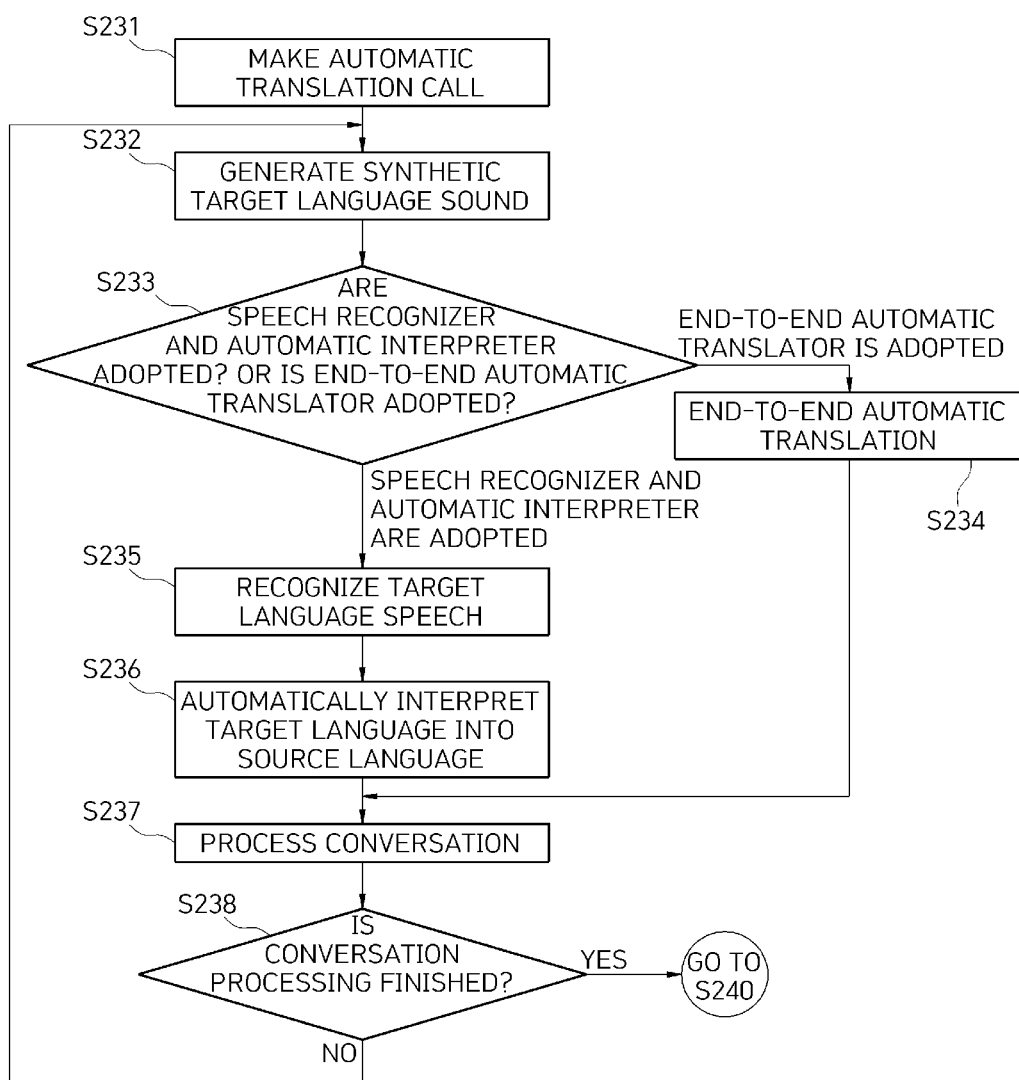 S231
MAKE AUTOMATIC
TRANSLATION CALL
S232
GENERATE SYNTHETIC
TARGET LANGUAGE SOUND
S233
ARE
SPEECH RECOGNIZER
AND AUTOMATIC INTERPRETER
ADOPTED? OR IS END-TO-END AUTOMATIC
TRANSLATOR ADOPTED?
END-TO-END AUTOMATIC
TRANSLATOR IS ADOPTED
END-TO-END AUTOMATIC
TRANSLATION
S234
SPEECH RECOGNIZER AND
AUTOMATIC INTERPRETER
ARE ADOPTED
S235
RECOGNIZE TARGET
LANGUAGE SPEECH
S236
AUTOMATICALLY INTERPRET
TARGET LANGUAGE INTO
SOURCE LANGUAGE
S237
PROCESS CONVERSATION
S238
IS
CONVERSATION
PROCESSING FINISHED?
YES
GO TO
S240
NO